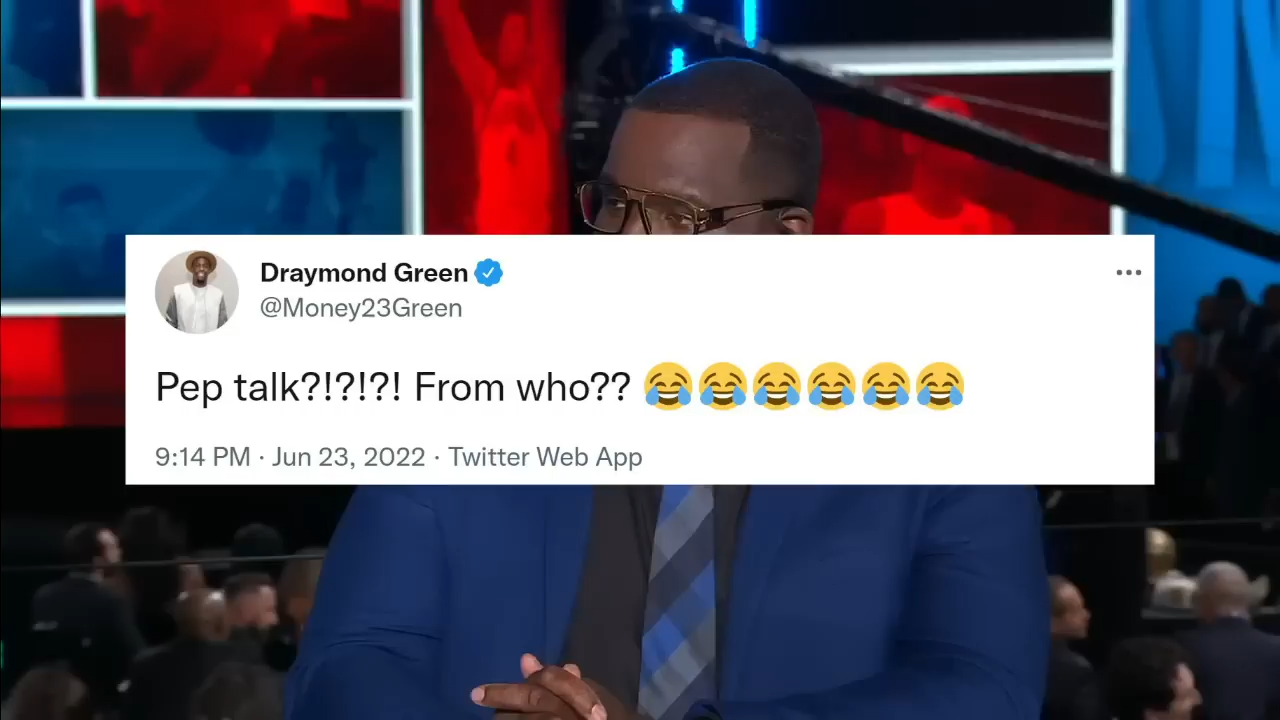 Draymond Green
@Money23Green
Pep talk?!?!?! From who?? 😂😂😂😂😂😂
9:14 PM · Jun 23, 2022 · Twitter Web App